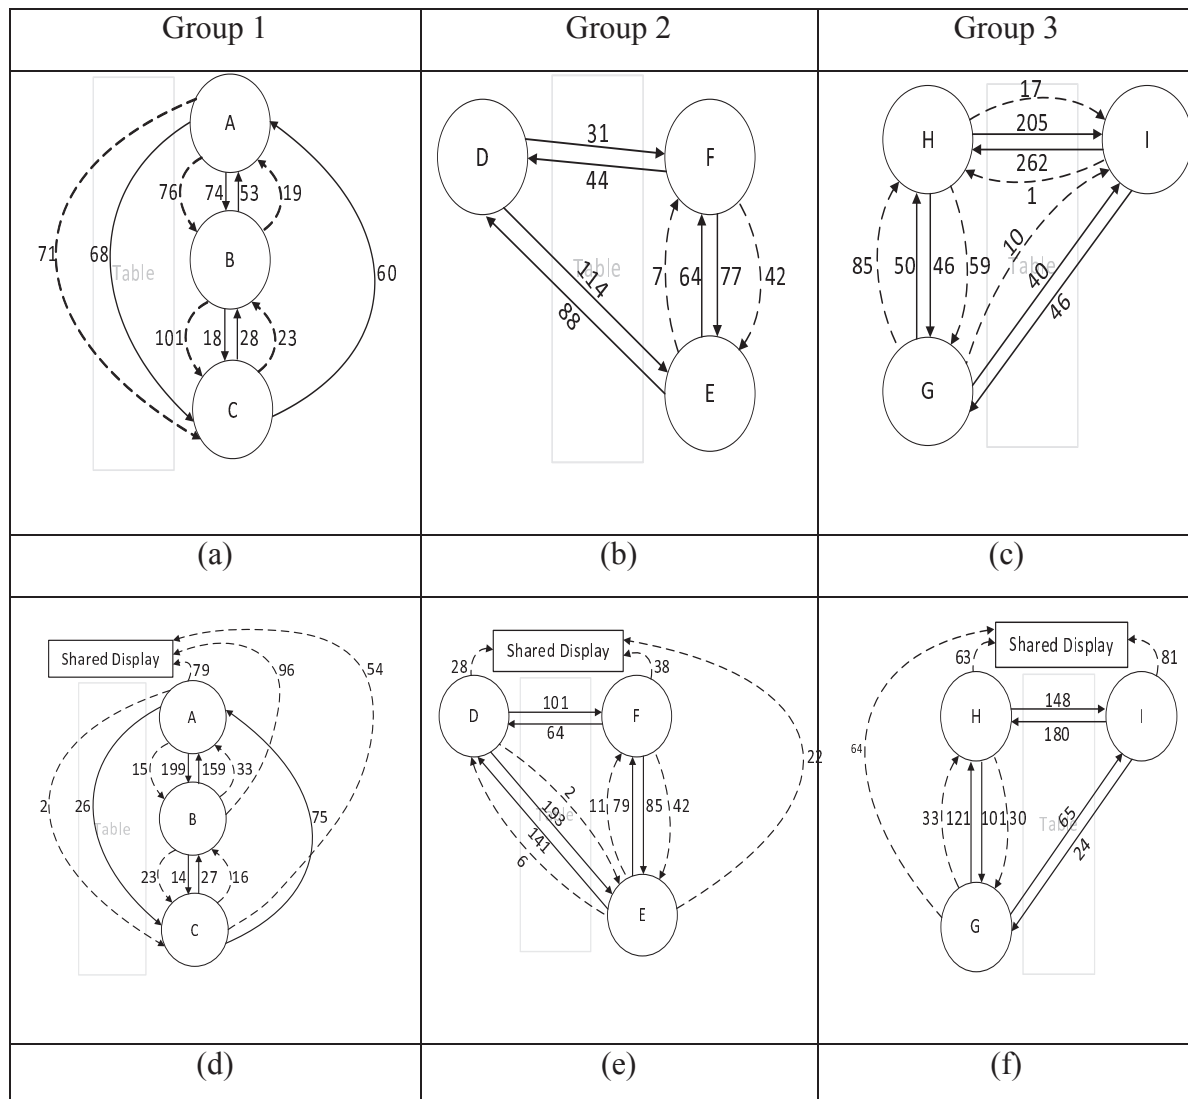 Group 1 Group 2 Group 3
A
76 74 53 19
71 68 B 60
Table
101 18 28 23
C
D 31 F
44
Table
114
88
7 64 77 42
E
H 17 I
205
262
1
85 50 46 59
Table
10
40
46
G
(a) (b) (c)
Shared Display
79 96 54
A
15 199 159 33
2 26 B 75
Table
23 14 27 16
C
Shared Display
28 38
D 101 F
64
22
2
193
141
6
Table
11 79 85 42
E
Shared Display
63 81
H 148 I
180
64
33 121 101 30
Table
65
24
G
(d) (e) (f)